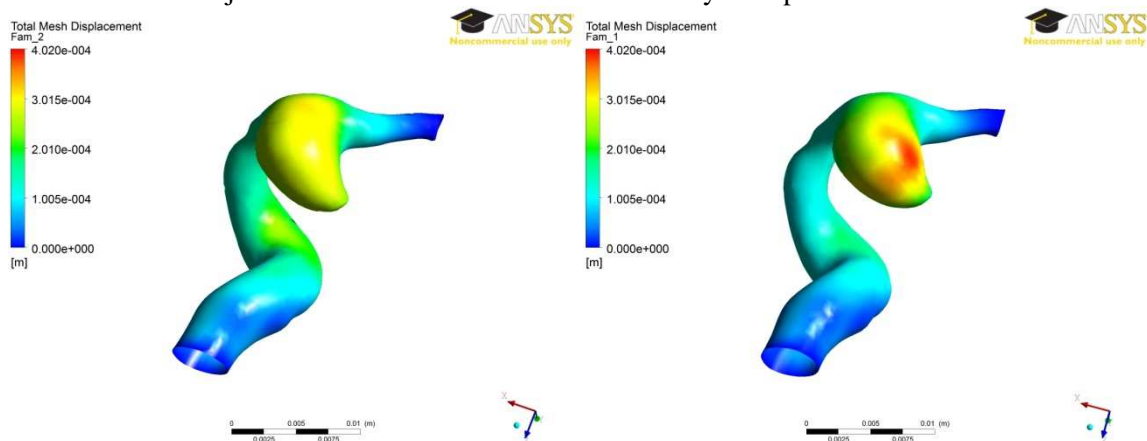 Total Mesh Displacement
Fam_2
4.020e-004
3.015e-004
2.010e-004
1.005e-004
0.000e+000
[m]
ANSYS
Noncommercial use only
0
0.005
0.01 (m)
0.0025
0.0075
X
Total Mesh Displacement
Fam_1
4.020e-004
3.015e-004
2.010e-004
1.005e-004
0.000e+000
[m]
ANSYS
Noncommercial use only
0
0.005
0.01 (m)
0.0025
0.0075
X